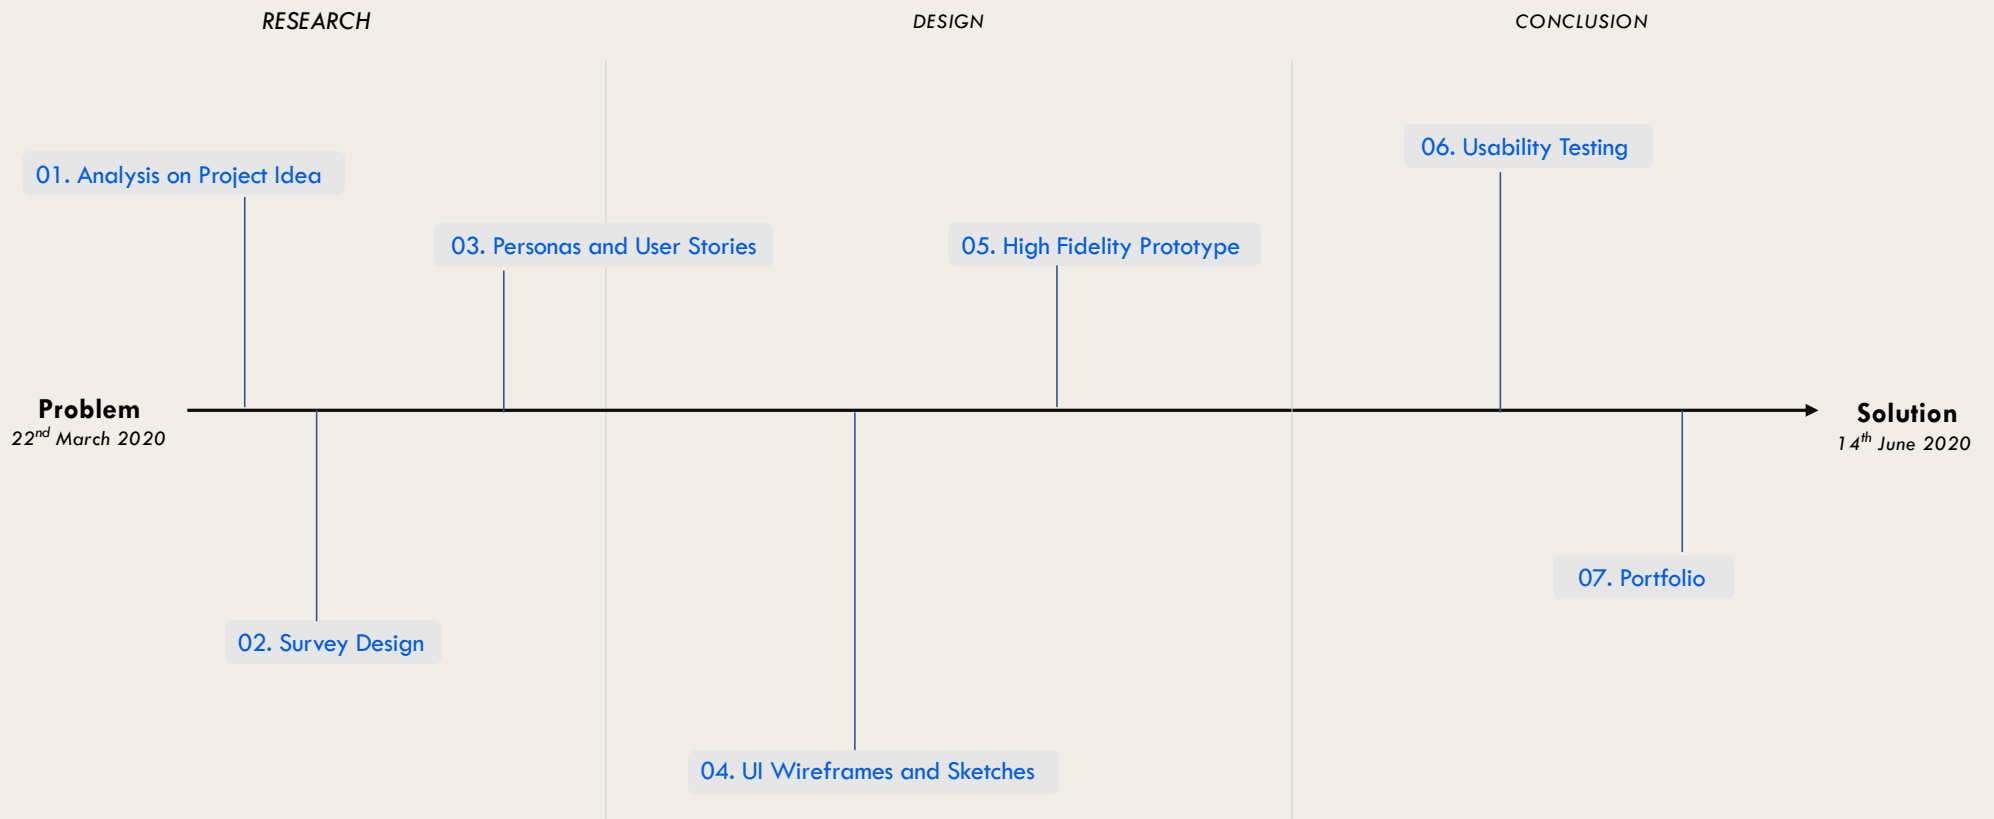 RESEARCH
DESIGN
CONCLUSION
06. Usability Testing
01. Analysis on Project Idea
03. Personas and User Stories
05. High Fidelity Prototype
Problem
22nd March 2020
Solution
14th June 2020
07. Portfolio
02. Survey Design
04. UI Wireframes and Sketches